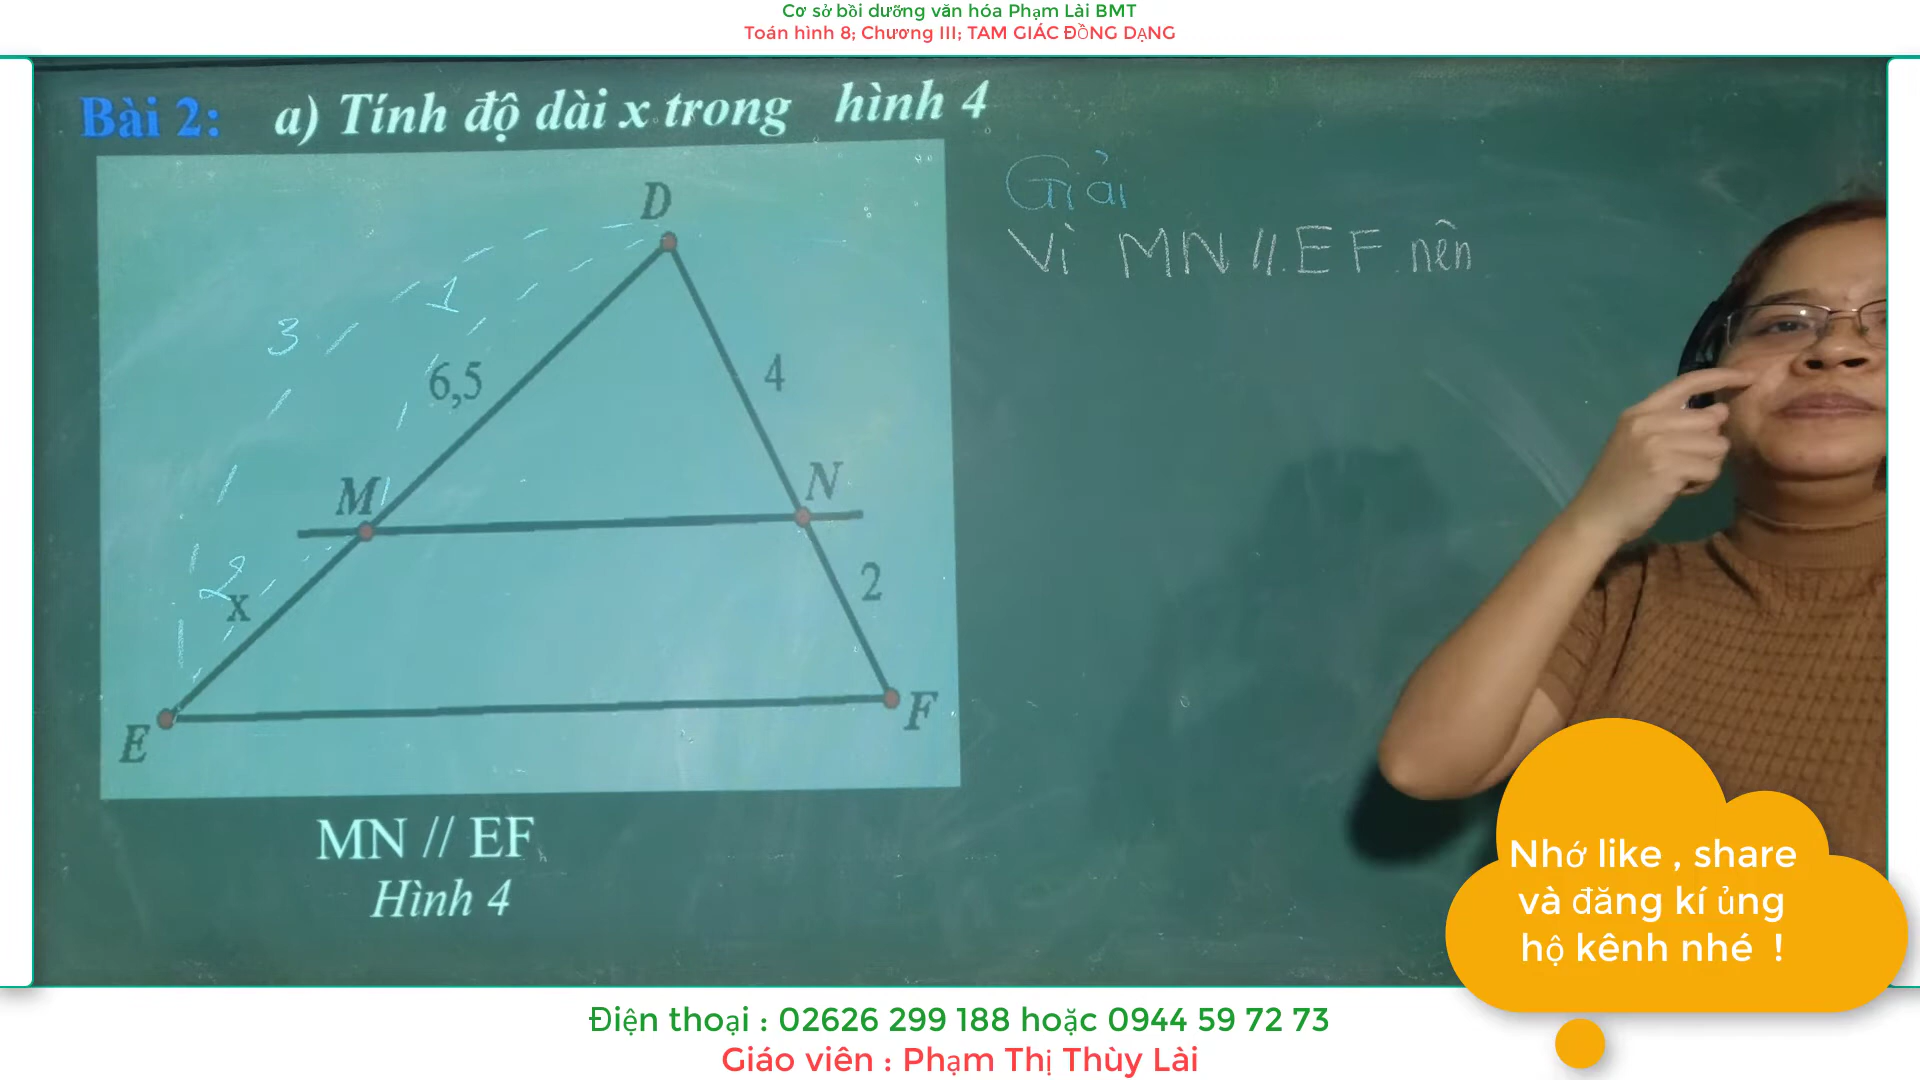 Cơ sở bồi dưỡng văn hóa Phạm Lài BMT
Toán hình 8; Chương III; TAM GIÁC ĐỒNG DẠNG
Bài 2: a) Tính độ dài x trong hình 4
Giải
Vì MN // EF nên
D
1
3
6,5
4
M
N
2
x
2
E
F
MN // EF
Hình 4
Nhớ like , share
và đăng kí ủng
hộ kênh nhé !
Điện thoại : 02626 299 188 hoặc 0944 59 72 73
Giáo viên : Phạm Thị Thùy Lài